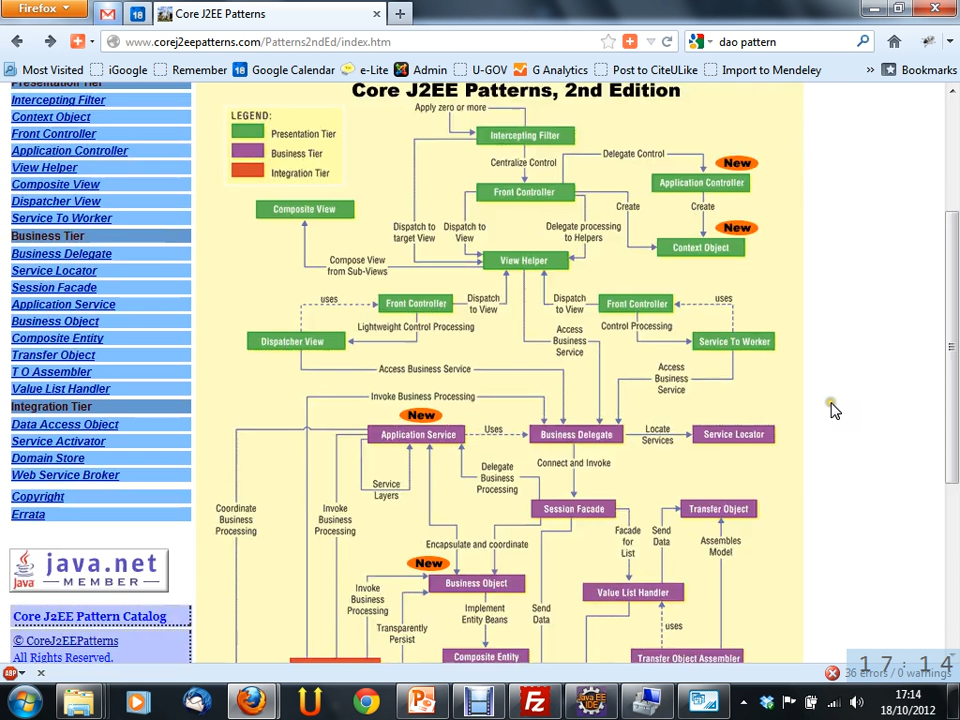 Firefox
18
Core J2EE Patterns
www.corej2eepatterns.com/Patterns2ndEd/index.htm
dao pattern
Most Visited
iGoogle
Remember
18
Google Calendar
e-Lite
Admin
U-GOV
G Analytics
Post to CiteULike
Import to Mendeley
»
Bookmarks
Presentation Tier
Intercepting Filter
Context Object
Front Controller
Application Controller
View Helper
Composite View
Dispatcher View
Service To Worker
Business Tier
Business Delegate
Service Locator
Session Facade
Application Service
Business Object
Composite Entity
Transfer Object
T O Assembler
Value List Handler
Integration Tier
Data Access Object
Service Activator
Domain Store
Web Service Broker
Copyright
Errata
Java
java.net
MEMBER
Core J2EE Pattern Catalog
© CoreJ2EEPatterns
All Rights Reserved.
Core J2EE Patterns, 2nd Edition
LEGEND:
Presentation Tier
Business Tier
Integration Tier
Apply zero or more
Intercepting Filter
Centralize Control
Delegate Control
New
Front Controller
Application Controller
Composite View
Create
Create
New
Dispatch to
target View
Dispatch to
View
Delegate processing
to Helpers
Context Object
Compose View
from Sub-Views
View Helper
uses
Front Controller
Dispatch
to View
Dispatch
to View
Front Controller
uses
Lightweight Control Processing
Control Processing
Dispatcher View
Access
Business
Service
Service To Worker
Access Business Service
Access
Business
Service
Invoke Business Processing
New
Application Service
Uses
Business Delegate
Locate
Services
Service Locator
Service
Layers
Delegate
Business
Processing
Connect and Invoke
Coordinate
Business
Processing
Invoke
Business
Processing
Session Facade
Transfer Object
Encapsulate and coordinate
Facade
for
List
Send
Data
Assembles
Model
New
Business Object
Value List Handler
Invoke
Business
Processing
Implement
Entity Beans
Send
Data
Transparently
Persist
uses
Composite Entity
Transfer Object Assembler
ABP
36 errors / 0 warnings
17:14
Java EE
IDE
17:14
18/10/2012